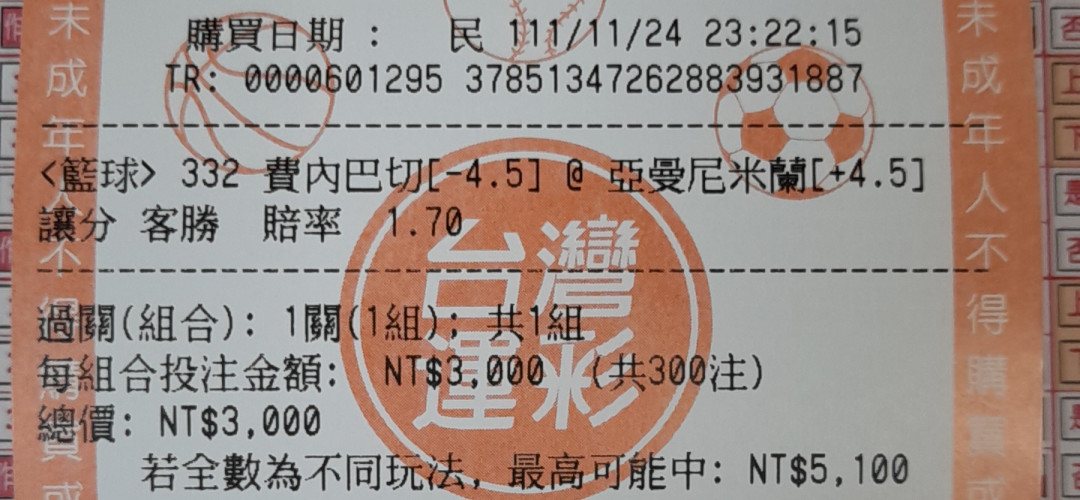 購買日期： 民 111/11/24 23:22:15
TR: 0000601295 378513472628839318​87
<籃球> 332 費內巴切[-4.5] @ 亞曼尼米蘭[+4.5]
讓分 客勝 賠率 1.70
過關(組合): 1關(1組); 共1組
每組合投注金額: NT$3,000 (共300注)
總價: NT$3,000
若全數為不同玩法, 最高可能中: NT$5,100
台灣
運彩
未成年人不得購買或
未成年人不得購買或